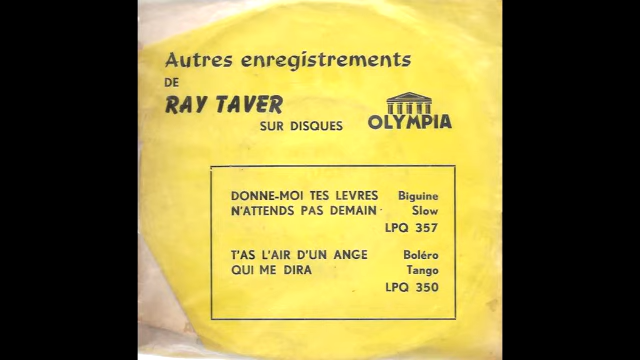 Autres enregistrements
DE
RAY TAVER
SUR DISQUES OLYMPIA
DONNE-MOI TES LEVRES Biguine
N'ATTENDS PAS DEMAIN Slow
LPQ 357
T'AS L'AIR D'UN ANGE Boléro
QUI ME DIRA Tango
LPQ 350